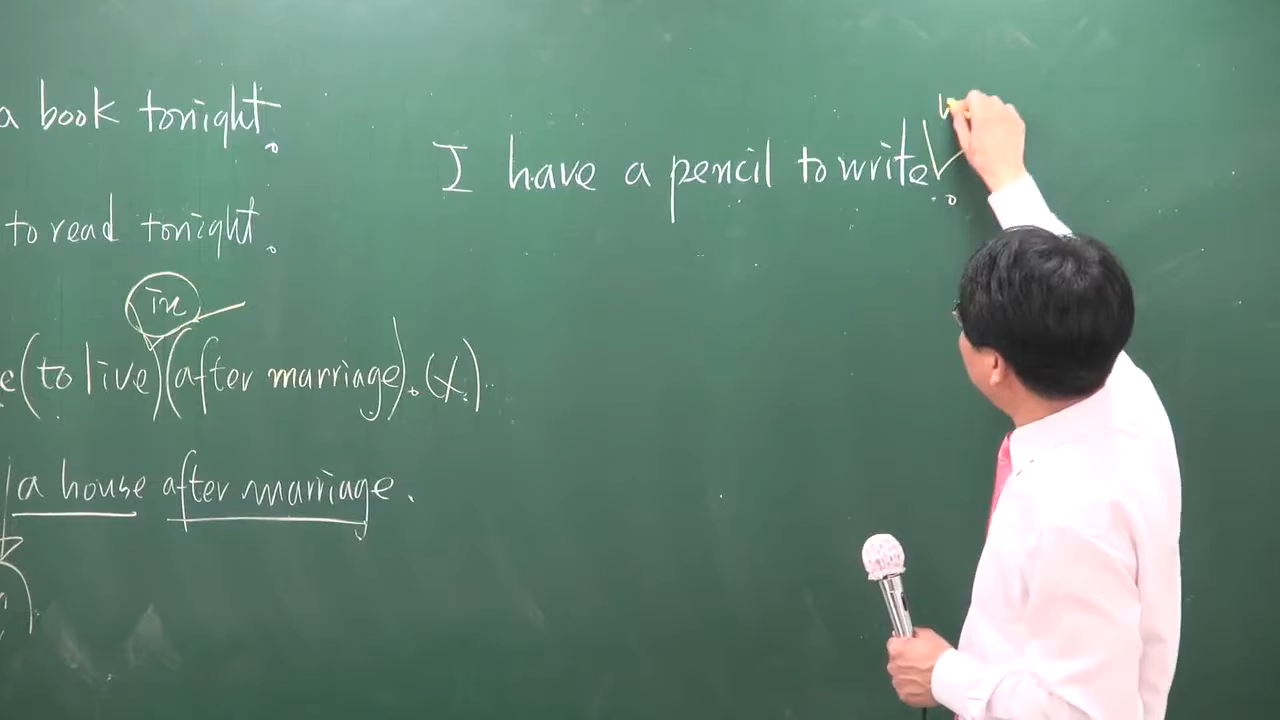 a book tonight.
to read tonight.
in
(to live)(after marriage). (X)
a house after marriage.
I have a pencil to write.